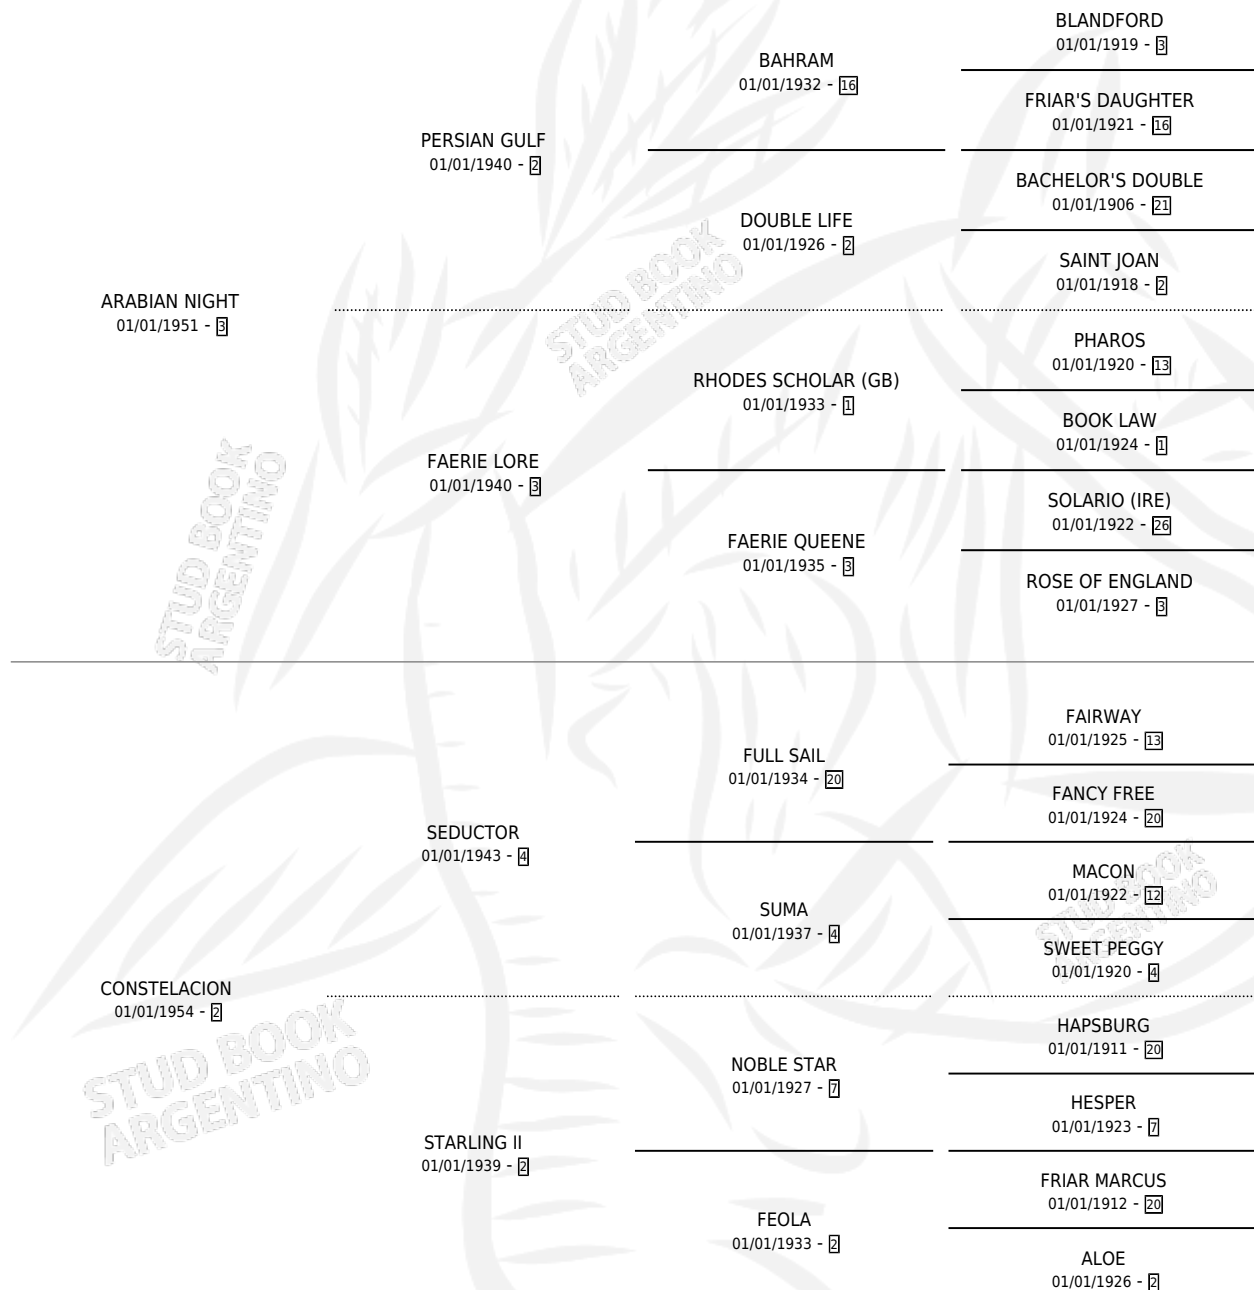 BLANDFORD
01/01/1919 - 3
BAHRAM
01/01/1932 - 16
FRIAR'S DAUGHTER
01/01/1921 - 16
PERSIAN GULF
01/01/1940 - 2
BACHELOR'S DOUBLE
01/01/1906 - 21
DOUBLE LIFE
01/01/1926 - 2
SAINT JOAN
01/01/1918 - 2
STUD BOOK
ARGENTINO
ARABIAN NIGHT
01/01/1951 - 3
PHAROS
01/01/1920 - 13
RHODES SCHOLAR (GB)
01/01/1933 - 1
BOOK LAW
01/01/1924 - 1
FAERIE LORE
01/01/1940 - 3
SOLARIO (IRE)
01/01/1922 - 26
FAERIE QUEENE
01/01/1935 - 3
ROSE OF ENGLAND
01/01/1927 - 3
STUD BOOK
ARGENTINO
FAIRWAY
01/01/1925 - 13
FULL SAIL
01/01/1934 - 20
FANCY FREE
01/01/1924 - 20
SEDUCTOR
01/01/1943 - 4
MACON
01/01/1922 - 12
SUMA
01/01/1937 - 4
STUD BOOK
ARGENTINO
SWEET PEGGY
01/01/1920 - 4
CONSTELACION
01/01/1954 - 2
HAPSBURG
01/01/1911 - 20
STUD BOOK
ARGENTINO
NOBLE STAR
01/01/1927 - 7
HESPER
01/01/1923 - 7
STARLING II
01/01/1939 - 2
FRIAR MARCUS
01/01/1912 - 20
FEOLA
01/01/1933 - 2
ALOE
01/01/1926 - 2